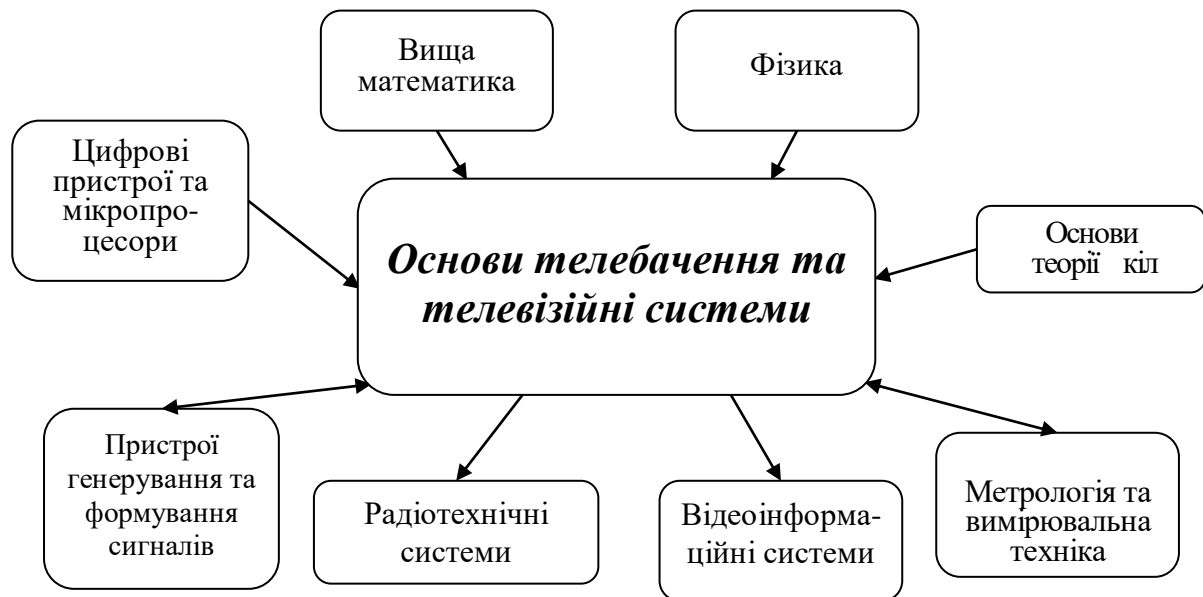 Вища
математика
Фізика
Цифрові
пристрої та
мікропро-
цесори
Основи телебачення та
телевізійні системи
Основи
теорії кіл
Пристрої
генерування та
формування
сигналів
Радіотехнічні
системи
Відеоінформа-
ційні системи
Метрологія та
вимірювальна
техніка